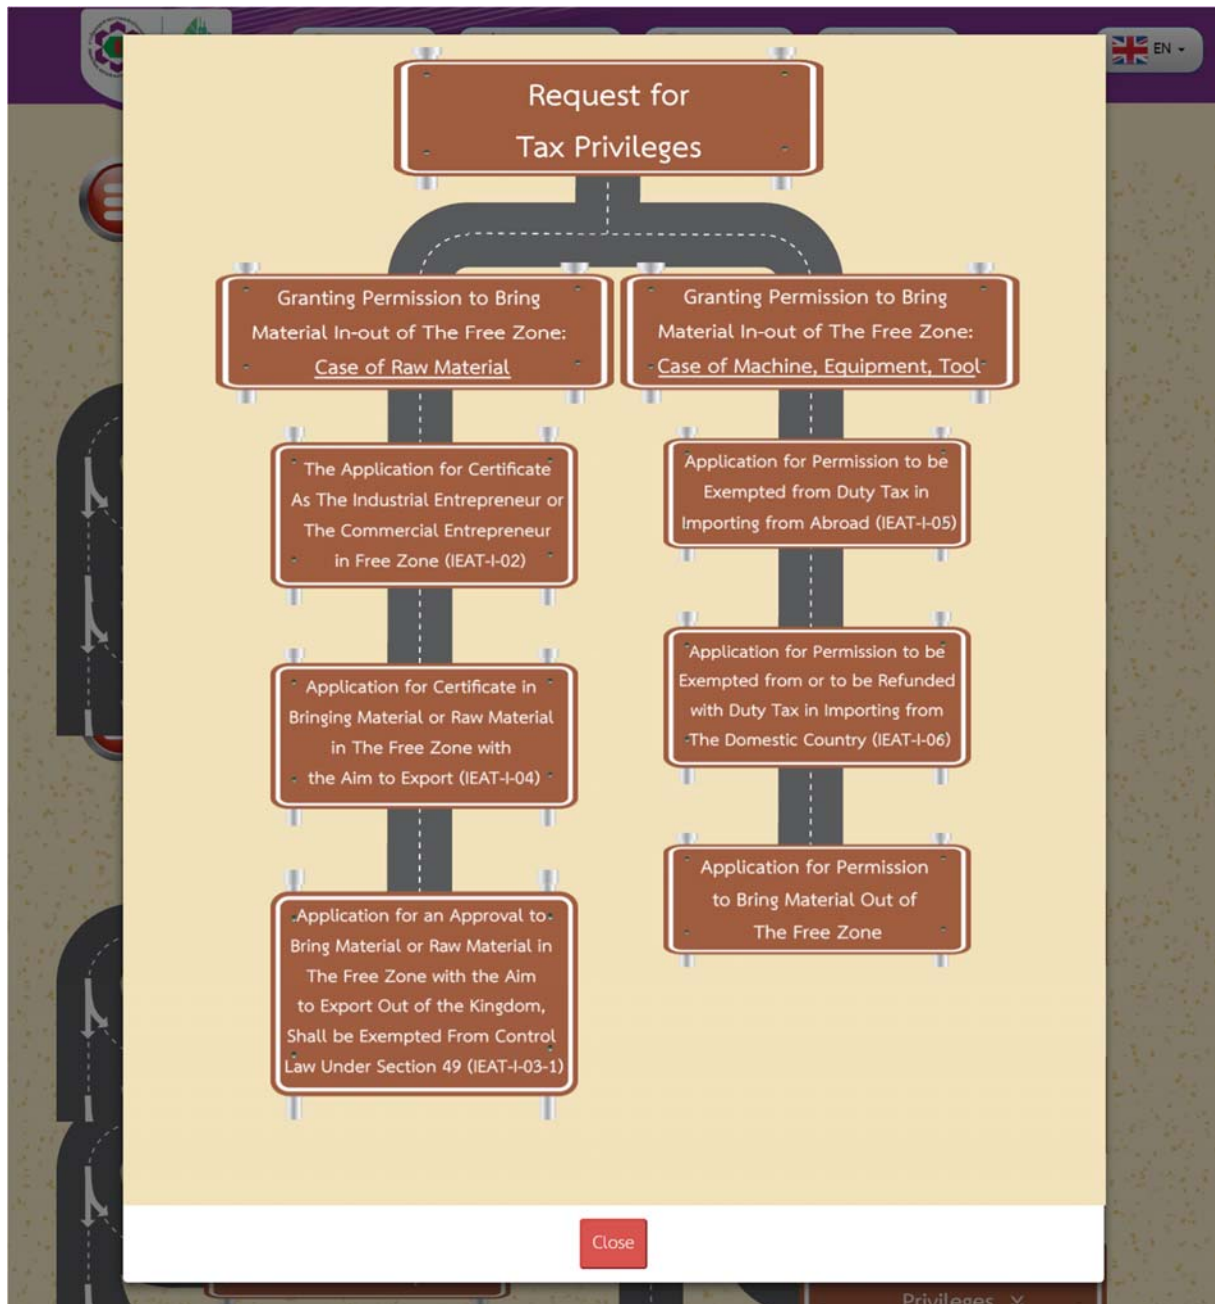 EN
Request for
Tax Privileges
Granting Permission to Bring
Material In-out of The Free Zone:
Case of Raw Material
Granting Permission to Bring
Material In-out of The Free Zone:
Case of Machine, Equipment, Tool
The Application for Certificate
As The Industrial Entrepreneur or
The Commercial Entrepreneur
in Free Zone (IEAT-I-02)
Application for Certificate in
Bringing Material or Raw Material
in The Free Zone with
the Aim to Export (IEAT-I-04)
Application for an Approval to
Bring Material or Raw Material in
The Free Zone with the Aim
to Export Out of the Kingdom,
Shall be Exempted From Control
Law Under Section 49 (IEAT-I-03-1)
Application for Permission to be
Exempted from Duty Tax in
Importing from Abroad (IEAT-I-05)
Application for Permission to be
Exempted from or to be Refunded
with Duty Tax in Importing from
The Domestic Country (IEAT-I-06)
Application for Permission
to Bring Material Out of
The Free Zone
Close
Privileges